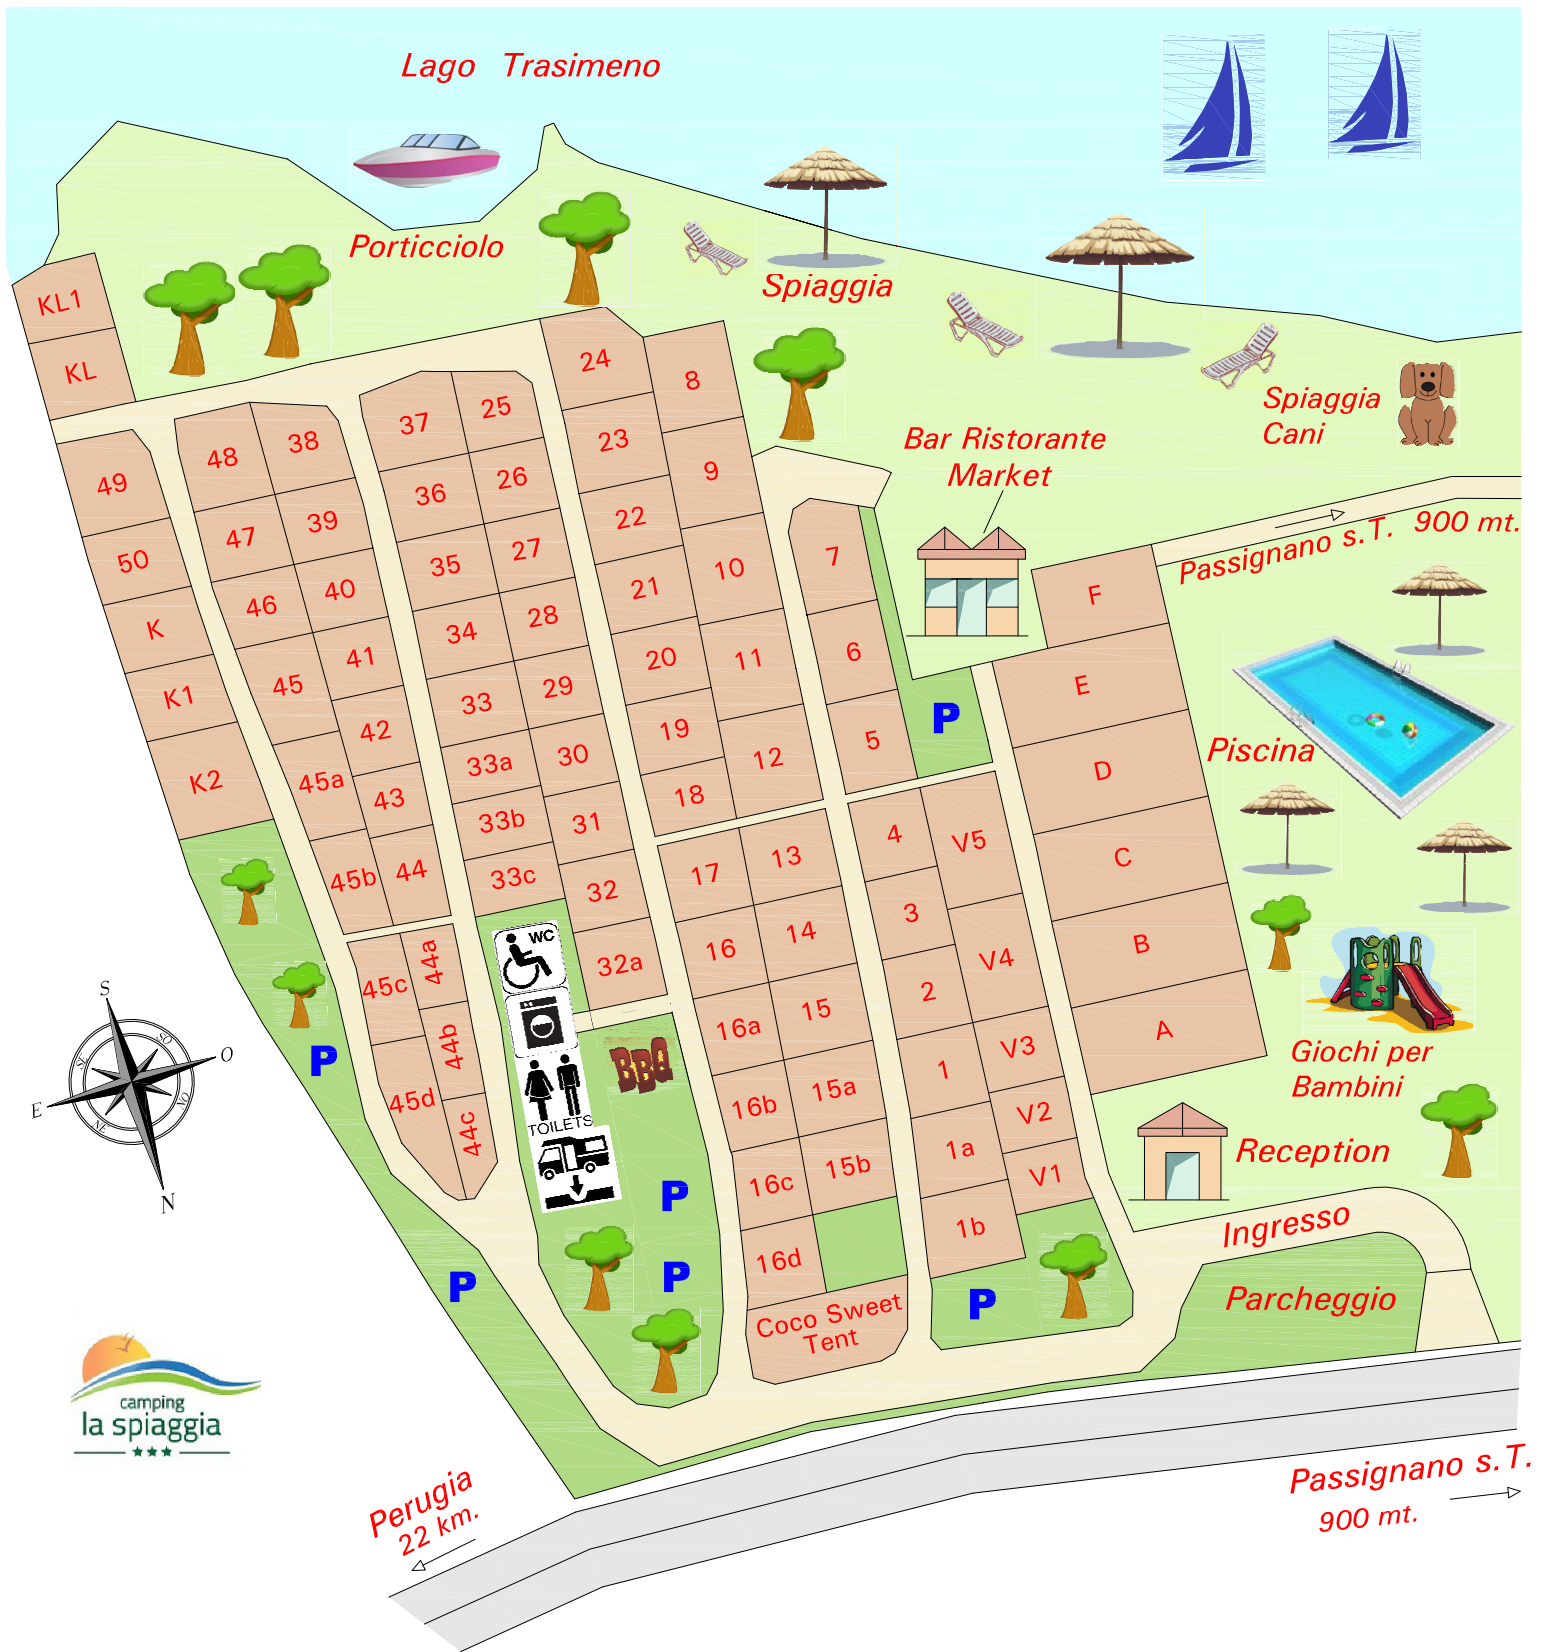 Lago Trasimeno
Porticciolo
Spiaggia
Spiaggia
Cani
Bar Ristorante
Market
Passignano s.T. 900 mt.
KL1
KL
49
50
K
K1
K2
48
47
46
45
45a
45b
38
39
40
41
42
43
44
45c
45d
44a
44b
44c
37
36
35
34
33
33a
33b
33c
25
26
27
28
29
30
31
32
32a
24
23
22
21
20
19
18
8
9
10
11
12
7
6
5
P
17
16
16a
16b
16c
16d
13
14
15
15a
15b
Coco Sweet
Tent
4
3
2
1
1a
1b
V5
V4
V3
V2
V1
F
E
D
C
B
A
Piscina
Giochi per
Bambini
Reception
Ingresso
Parcheggio
WC
TOILETS
BBQ
P
P
P
P
P
S
SO
O
NO
N
NE
E
SE
camping
la spiaggia
Perugia
22 km.
Passignano s.T.
900 mt.